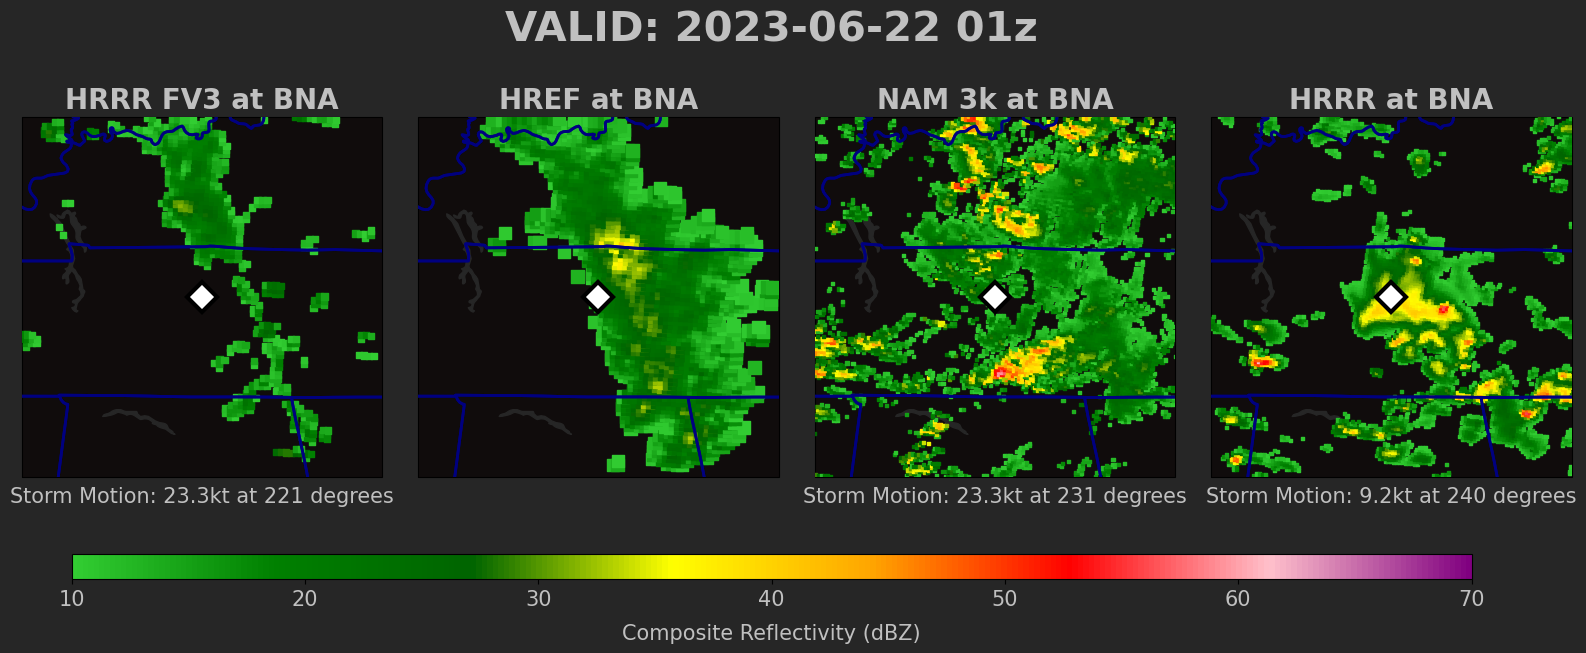 VALID: 2023-06-22 01z
HRRR FV3 at BNA
HREF at BNA
NAM 3k at BNA
HRRR at BNA
Storm Motion: 23.3kt at 221 degrees
Storm Motion: 23.3kt at 231 degrees
Storm Motion: 9.2kt at 240 degrees
10 20 30 40 50 60 70
Composite Reflectivity (dBZ)